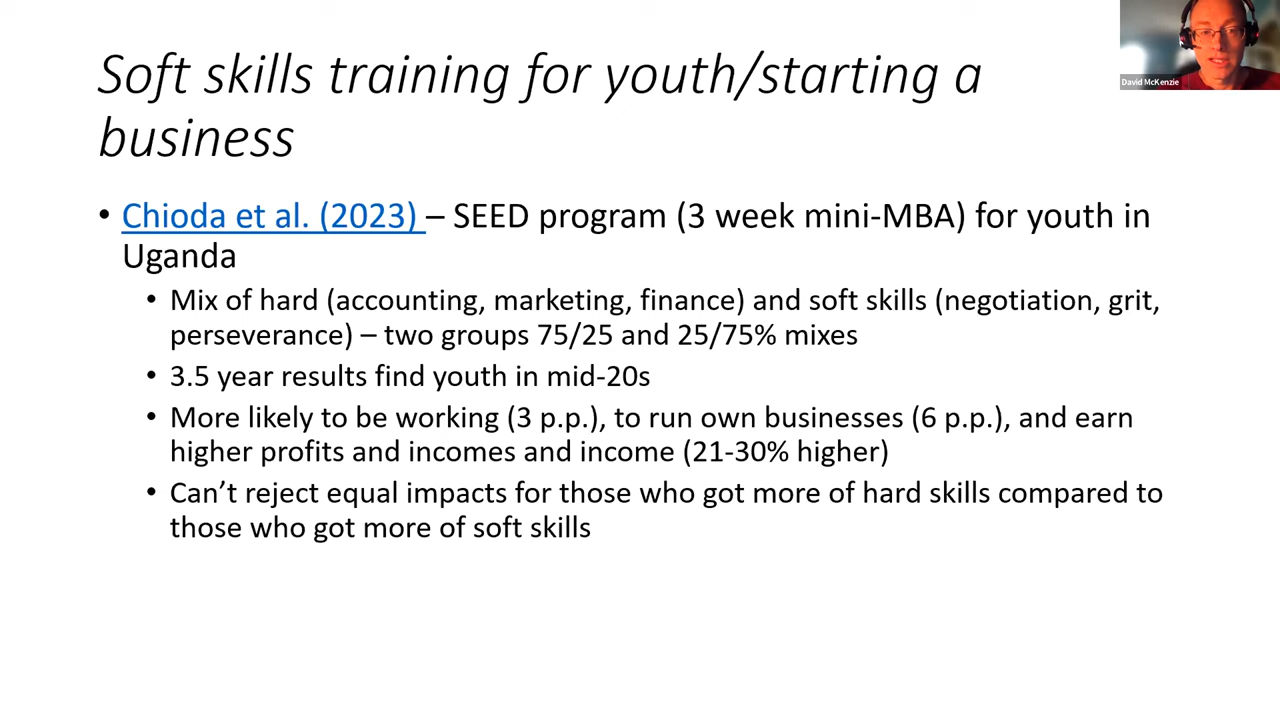 Soft skills training for youth/starting a
business
David McKenzie
• Chioda et al. (2023) – SEED program (3 week mini-MBA) for youth in
Uganda
• Mix of hard (accounting, marketing, finance) and soft skills (negotiation, grit,
perseverance) – two groups 75/25 and 25/75% mixes
• 3.5 year results find youth in mid-20s
• More likely to be working (3 p.p.), to run own businesses (6 p.p.), and earn
higher profits and incomes and income (21-30% higher)
• Can’t reject equal impacts for those who got more of hard skills compared to
those who got more of soft skills